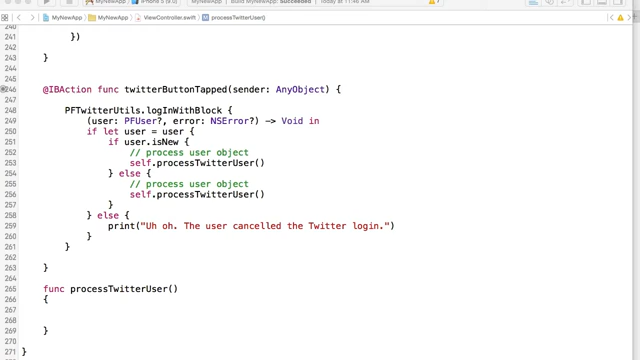 MyNewApp iPhone 5 (9.0) MyNewApp Build MyNewApp: Succeeded Today at 11:46 AM
MyNewApp MyNewApp ViewController.swift processTwitterUser()
240
241 })
242
243 }
244
245
246 @IBAction func twitterButtonTapped(sender: AnyObject) {
247
248 PFTwitterUtils.logInWithBlock {
249 (user: PFUser?, error: NSError?) -> Void in
250 if let user = user {
251 if user.isNew {
252 // process user object
253 self.processTwitterUser()
254 } else {
255 // process user object
256 self.processTwitterUser()
257 }
258 } else {
259 print("Uh oh. The user cancelled the Twitter login.")
260 }
261 }
262
263 }
264
265 func processTwitterUser()
266 {
267
268
269 }
270
271 }